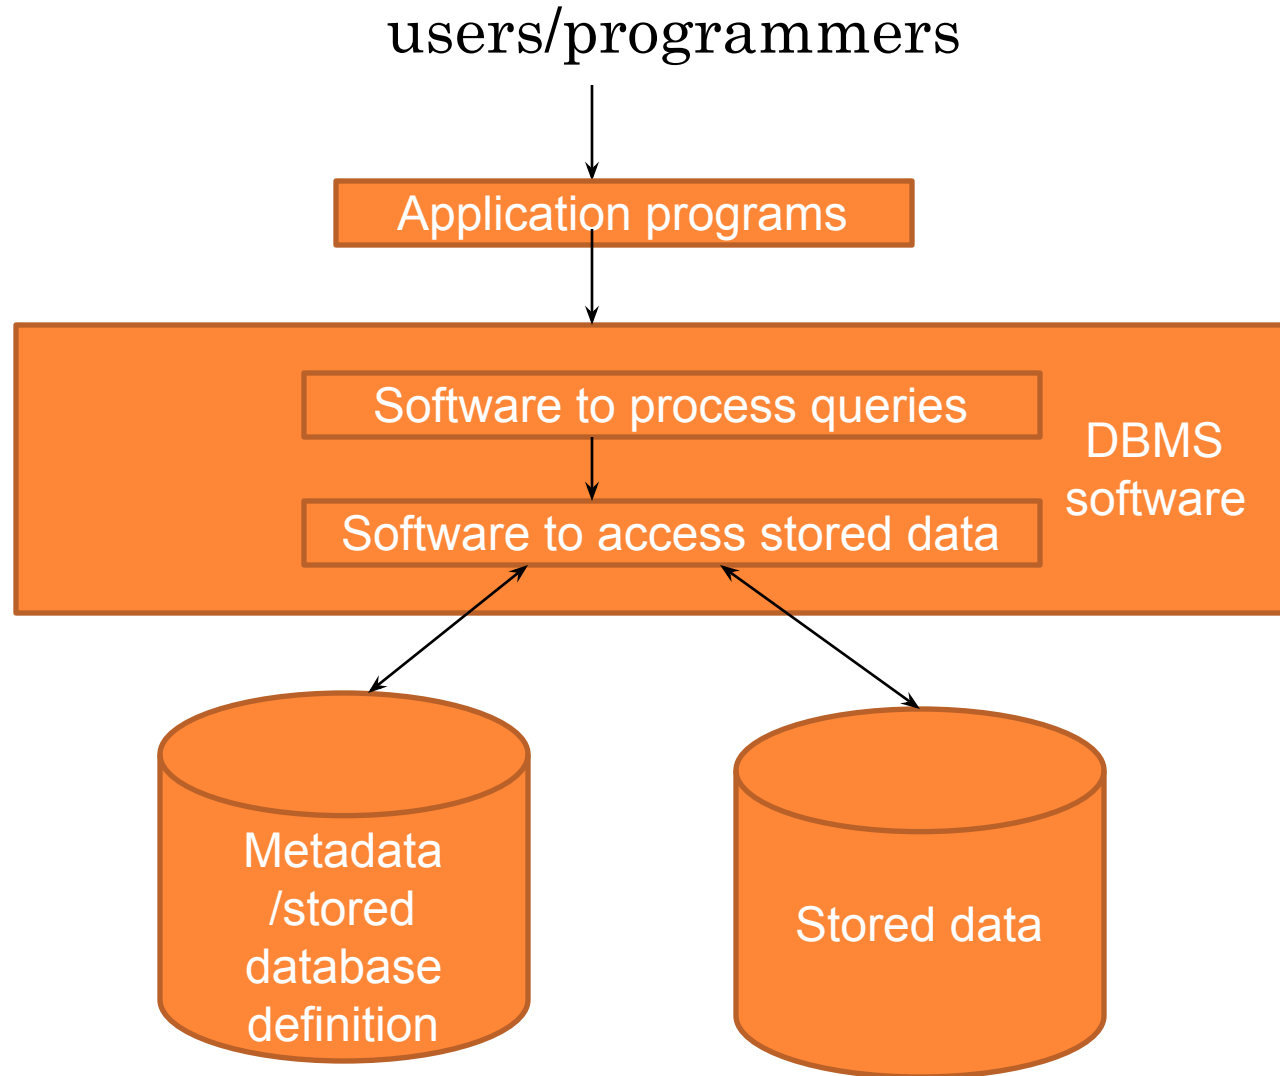 users/programmers
Application programs
Software to process queries
DBMS
software
Software to access stored data
Metadata
/stored
database
definition
Stored data